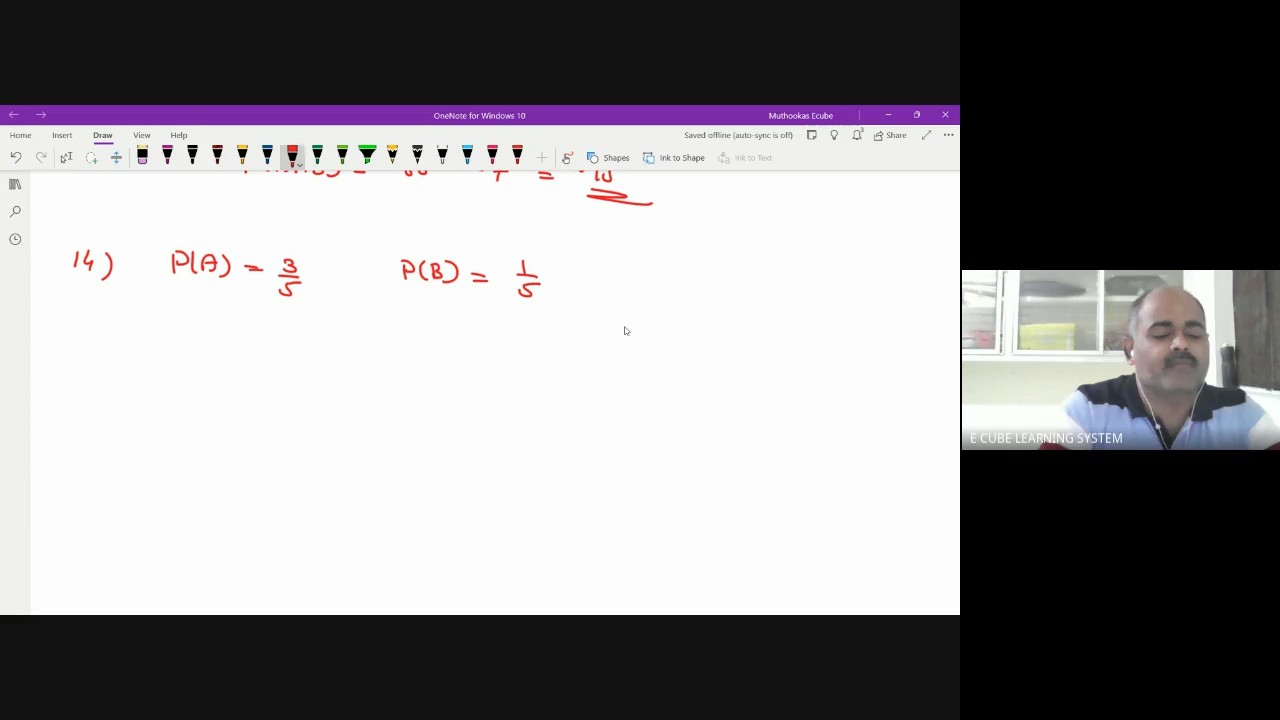 OneNote for Windows 10
Muthookas Ecube
Home Insert Draw View Help
Saved offline (auto-sync is off)
3
Share
Shapes
Ink to Shape
Ink to Text
14) P(A) = 3/5 P(B) = 1/5
E CUBE LEARNING SYSTEM